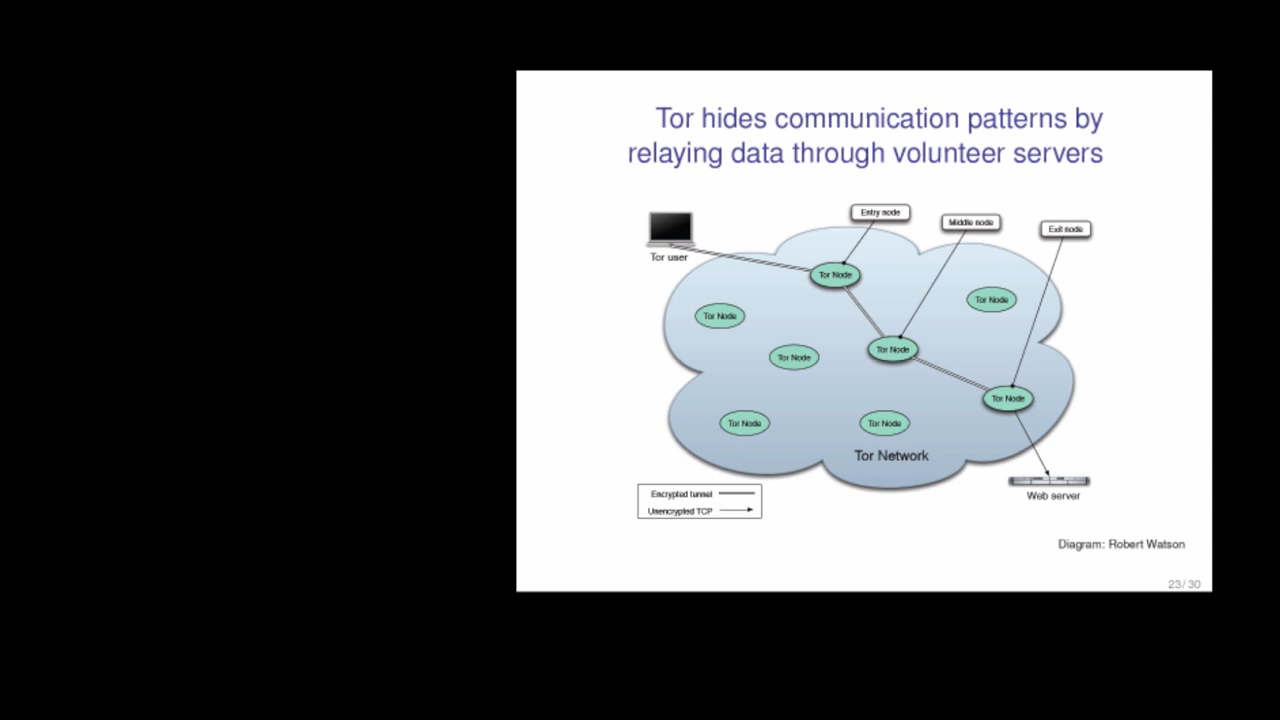 Tor hides communication patterns by
relaying data through volunteer servers
Entry node
Middle node
Exit node
Tor user
Tor Node
Tor Node
Tor Node
Tor Node
Tor Node
Tor Node
Tor Node
Tor Node
Tor Network
Encrypted tunnel
Unencrypted TCP
Web server
Diagram: Robert Watson
23/30